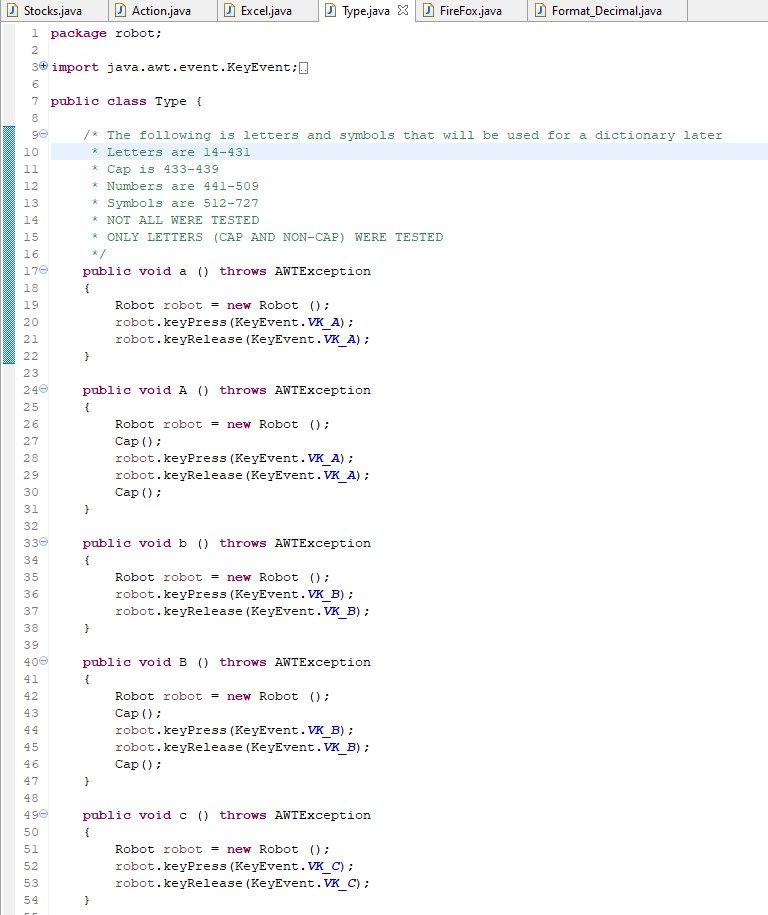 Stocks.java Action.java Excel.java Type.java FireFox.java Format_Decimal.java
1 package robot;
2
3 import java.awt.event.KeyEvent;
6
7 public class Type {
8
9 /* The following is letters and symbols that will be used for a dictionary later
10 * Letters are 14-431
11 * Cap is 433-439
12 * Numbers are 441-509
13 * Symbols are 512-727
14 * NOT ALL WERE TESTED
15 * ONLY LETTERS (CAP AND NON-CAP) WERE TESTED
16 */
17 public void a () throws AWTException
18 {
19 Robot robot = new Robot ();
20 robot.keyPress(KeyEvent.VK_A);
21 robot.keyRelease(KeyEvent.VK_A);
22 }
23
24 public void A () throws AWTException
25 {
26 Robot robot = new Robot ();
27 Cap();
28 robot.keyPress(KeyEvent.VK_A);
29 robot.keyRelease(KeyEvent.VK_A);
30 Cap();
31 }
32
33 public void b () throws AWTException
34 {
35 Robot robot = new Robot ();
36 robot.keyPress(KeyEvent.VK_B);
37 robot.keyRelease(KeyEvent.VK_B);
38 }
39
40 public void B () throws AWTException
41 {
42 Robot robot = new Robot ();
43 Cap();
44 robot.keyPress(KeyEvent.VK_B);
45 robot.keyRelease(KeyEvent.VK_B);
46 Cap();
47 }
48
49 public void c () throws AWTException
50 {
51 Robot robot = new Robot ();
52 robot.keyPress(KeyEvent.VK_C);
53 robot.keyRelease(KeyEvent.VK_C);
54 }